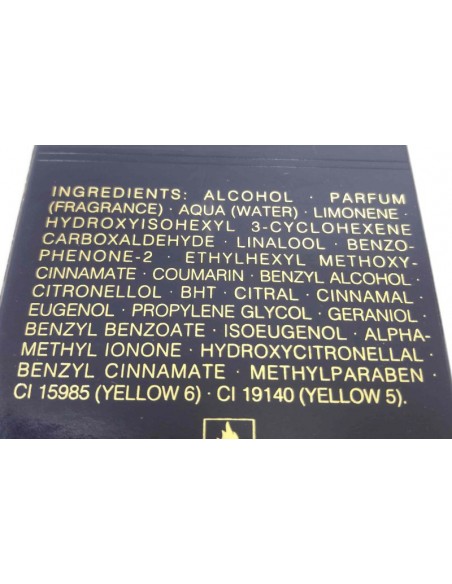 INGREDIENTS: ALCOHOL · PARFUM
(FRAGRANCE) · AQUA (WATER) · LIMONENE ·
HYDROXYISOHEXYL 3-CYCLOHEXENE
CARBOXALDEHYDE · LINALOOL · BENZO-
PHENONE-2 · ETHYLHEXYL METHOXY-
CINNAMATE · COUMARIN · BENZYL ALCOHOL ·
CITRONELLOL · BHT · CITRAL · CINNAMAL ·
EUGENOL · PROPYLENE GLYCOL · GERANIOL ·
BENZYL BENZOATE · ISOEUGENOL · ALPHA-
METHYL IONONE · HYDROXYCITRONELLAL ·
BENZYL CINNAMATE · METHYLPARABEN ·
CI 15985 (YELLOW 6) · CI 19140 (YELLOW 5).